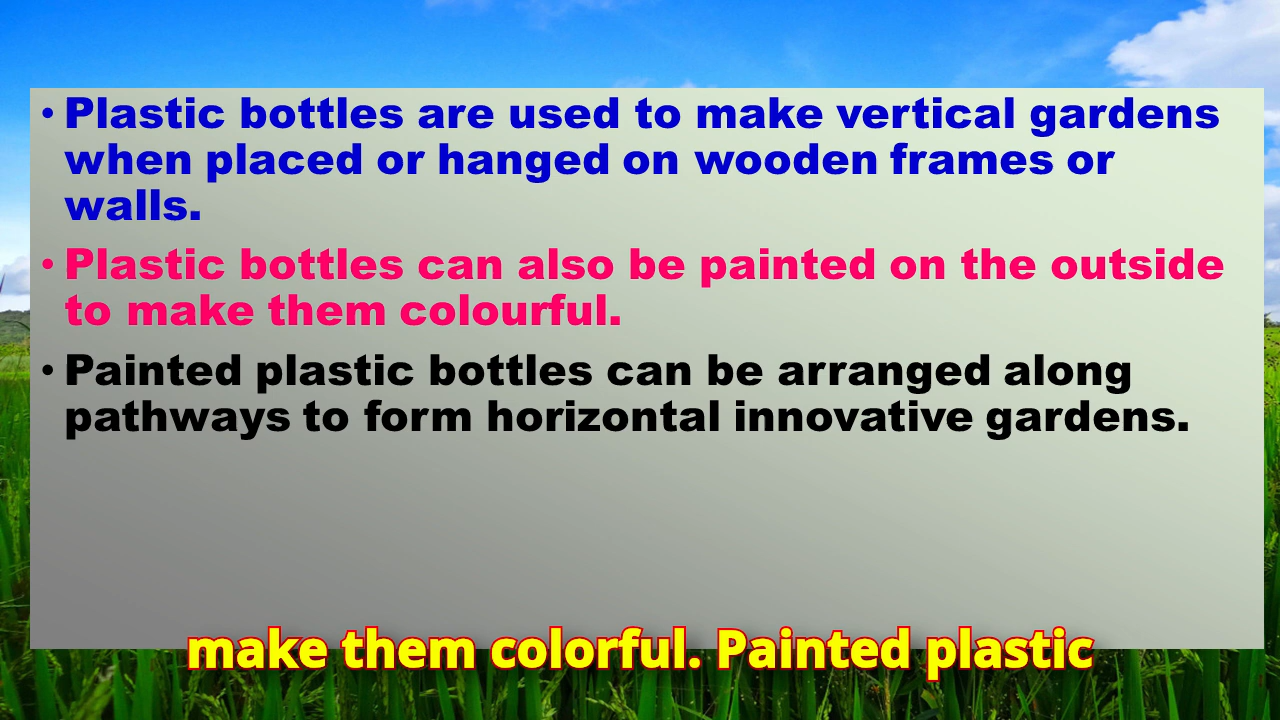 • Plastic bottles are used to make vertical gardens
when placed or hanged on wooden frames or
walls.
• Plastic bottles can also be painted on the outside
to make them colourful.
• Painted plastic bottles can be arranged along
pathways to form horizontal innovative gardens.
make them colorful. Painted plastic